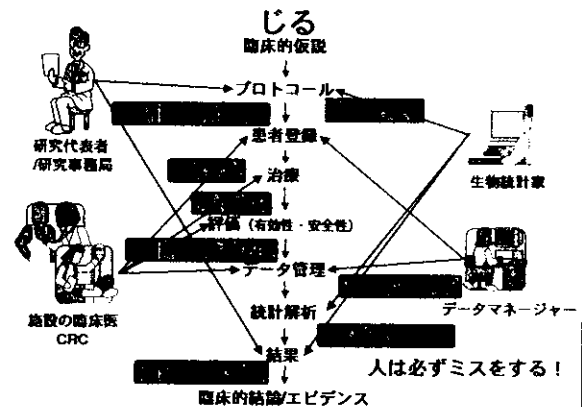 じる
臨床的仮説
プロトコール
患者登録
治療
評価（有効性・安全性）
データ管理
統計解析
結果
臨床的結論/エビデンス
研究代表者
/研究事務局
施設の臨床医
CRC
生物統計家
データマネージャー
人は必ずミスをする！